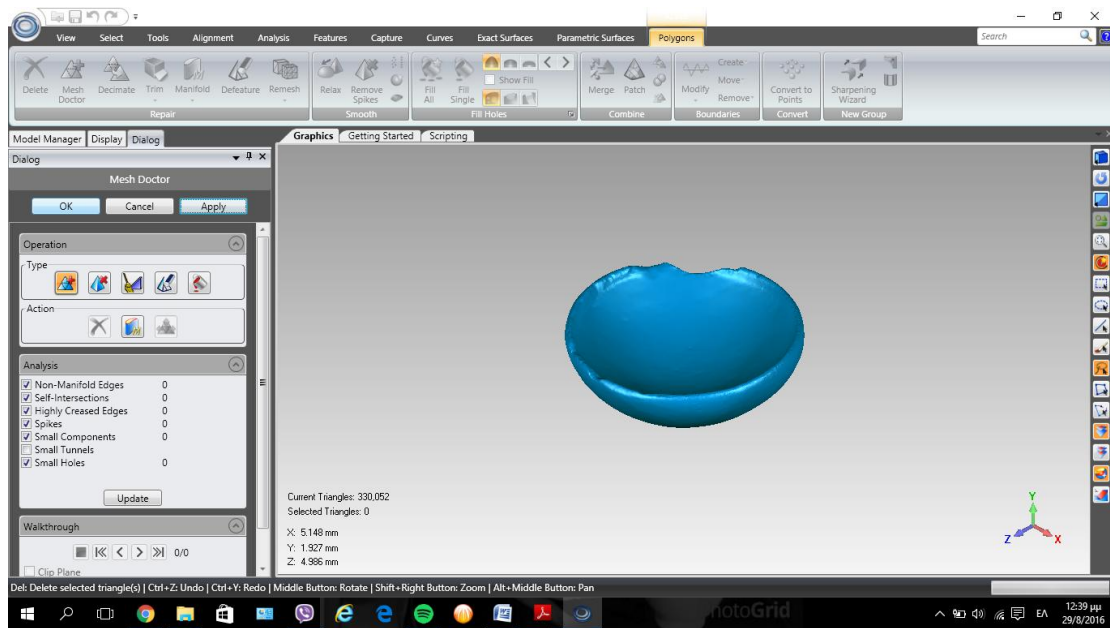 View Select Tools Alignment Analysis Features Capture Curves Exact Surfaces Parametric Surfaces Polygons Search
Delete Mesh Doctor Decimate Trim Manifold Defeature Remesh Relax Remove Spikes Fill All Fill Single Show Fill Merge Patch Modify Create Move Remove Convert to Points Sharpening Wizard
Repair Smooth Fill Holes Combine Boundaries Convert New Group
Model Manager Display Dialog Graphics Getting Started Scripting
Dialog
Mesh Doctor
OK Cancel Apply
Operation
Type
Action
Analysis
Non-Manifold Edges 0
Self-Intersections 0
Highly Creased Edges 0
Spikes 0
Small Components 0
Small Tunnels
Small Holes 0
Update
Walkthrough
0/0
Clip Plane
Current Triangles: 330,052
Selected Triangles: 0
X: 5.148 mm
Y: 1.927 mm
Z: 4.986 mm
Y
Z X
Del: Delete selected triangle(s) | Ctrl+Z: Undo | Ctrl+Y: Redo | Middle Button: Rotate | Shift+Right Button: Zoom | Alt+Middle Button: Pan
hotoGrid
ΕΛ 12:39 μμ
29/8/2016